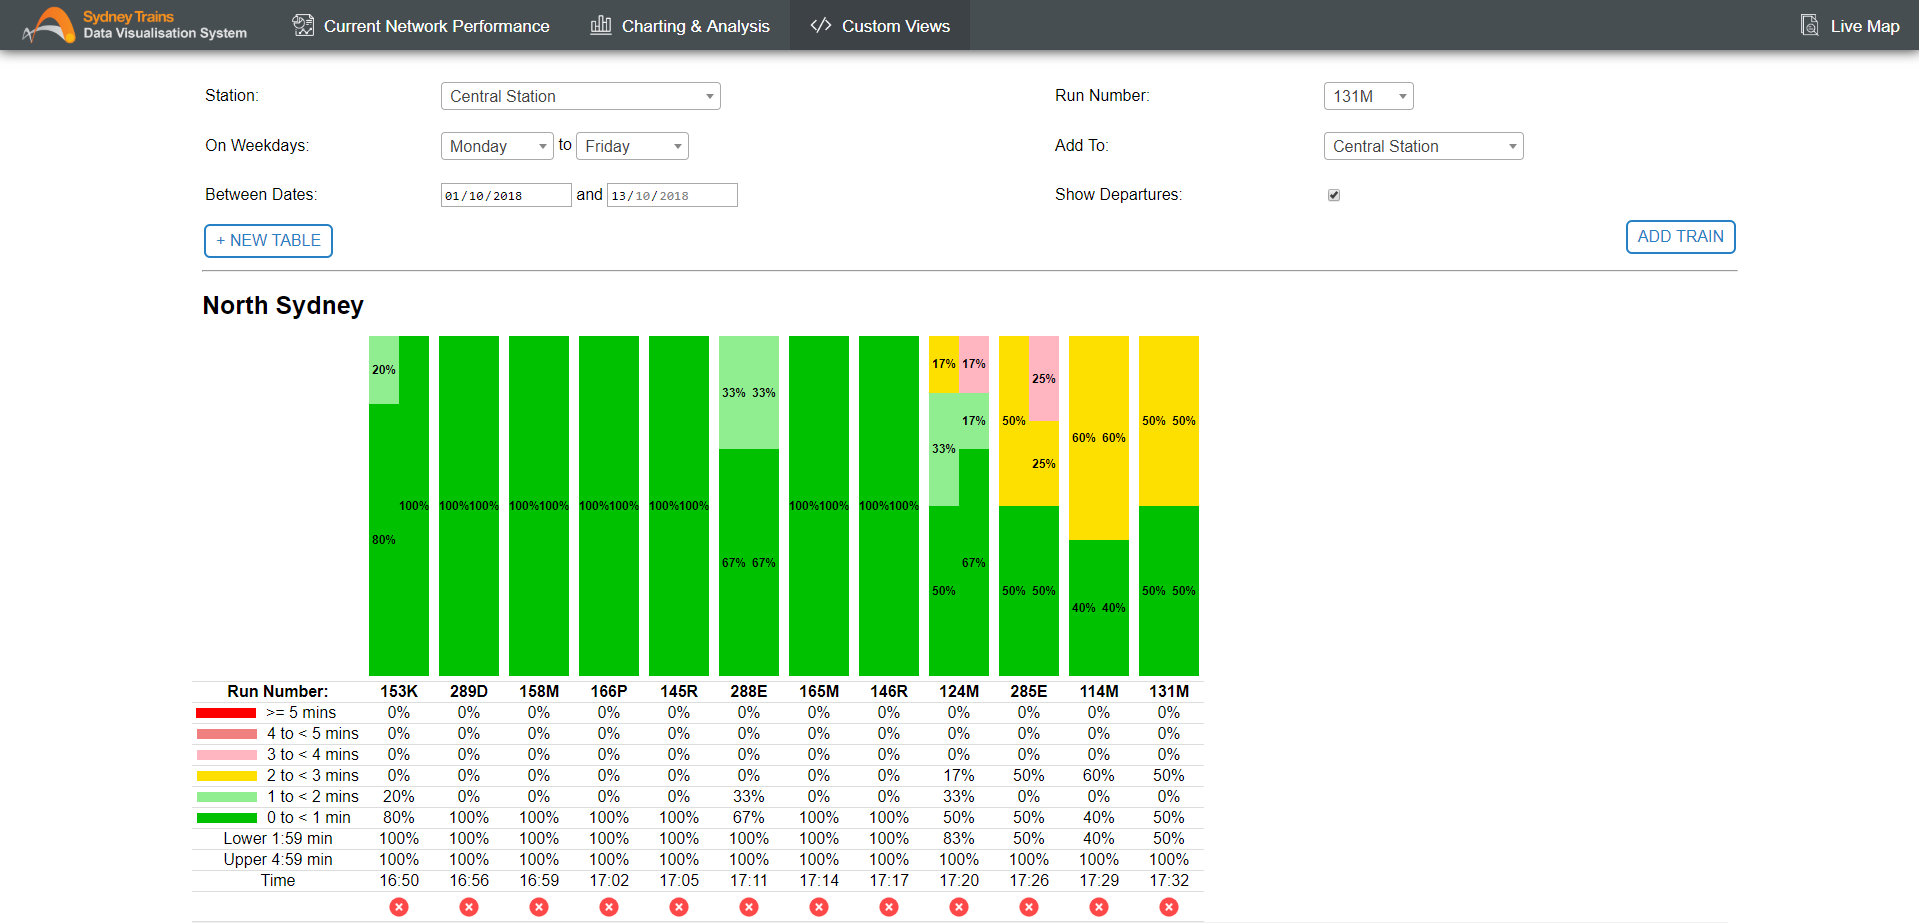 Sydney Trains
Data Visualisation System
Current Network Performance
Charting & Analysis
Custom Views
Live Map
Station: Central Station
Run Number: 131M
On Weekdays: Monday to Friday
Add To: Central Station
Between Dates: 01/10/2018 and 13/10/2018
Show Departures:
+ NEW TABLE
ADD TRAIN
North Sydney
20% 80% 100%
100% 100%
100% 100%
100% 100%
100% 100%
33% 33% 67% 67%
100% 100%
100% 100%
17% 17% 33% 17% 50% 67%
50% 25% 25% 50% 50%
60% 60% 40% 40%
50% 50% 50% 50%
Run Number: 153K 289D 158M 166P 145R 288E 165M 146R 124M 285E 114M 131M
>= 5 mins 0% 0% 0% 0% 0% 0% 0% 0% 0% 0% 0% 0%
4 to < 5 mins 0% 0% 0% 0% 0% 0% 0% 0% 0% 0% 0% 0%
3 to < 4 mins 0% 0% 0% 0% 0% 0% 0% 0% 0% 0% 0% 0%
2 to < 3 mins 0% 0% 0% 0% 0% 0% 0% 0% 17% 50% 60% 50%
1 to < 2 mins 20% 0% 0% 0% 0% 33% 0% 0% 33% 0% 0% 0%
0 to < 1 min 80% 100% 100% 100% 100% 67% 100% 100% 50% 50% 40% 50%
Lower 1:59 min 100% 100% 100% 100% 100% 100% 100% 100% 83% 50% 40% 50%
Upper 4:59 min 100% 100% 100% 100% 100% 100% 100% 100% 100% 100% 100% 100%
Time 16:50 16:56 16:59 17:02 17:05 17:11 17:14 17:17 17:20 17:26 17:29 17:32